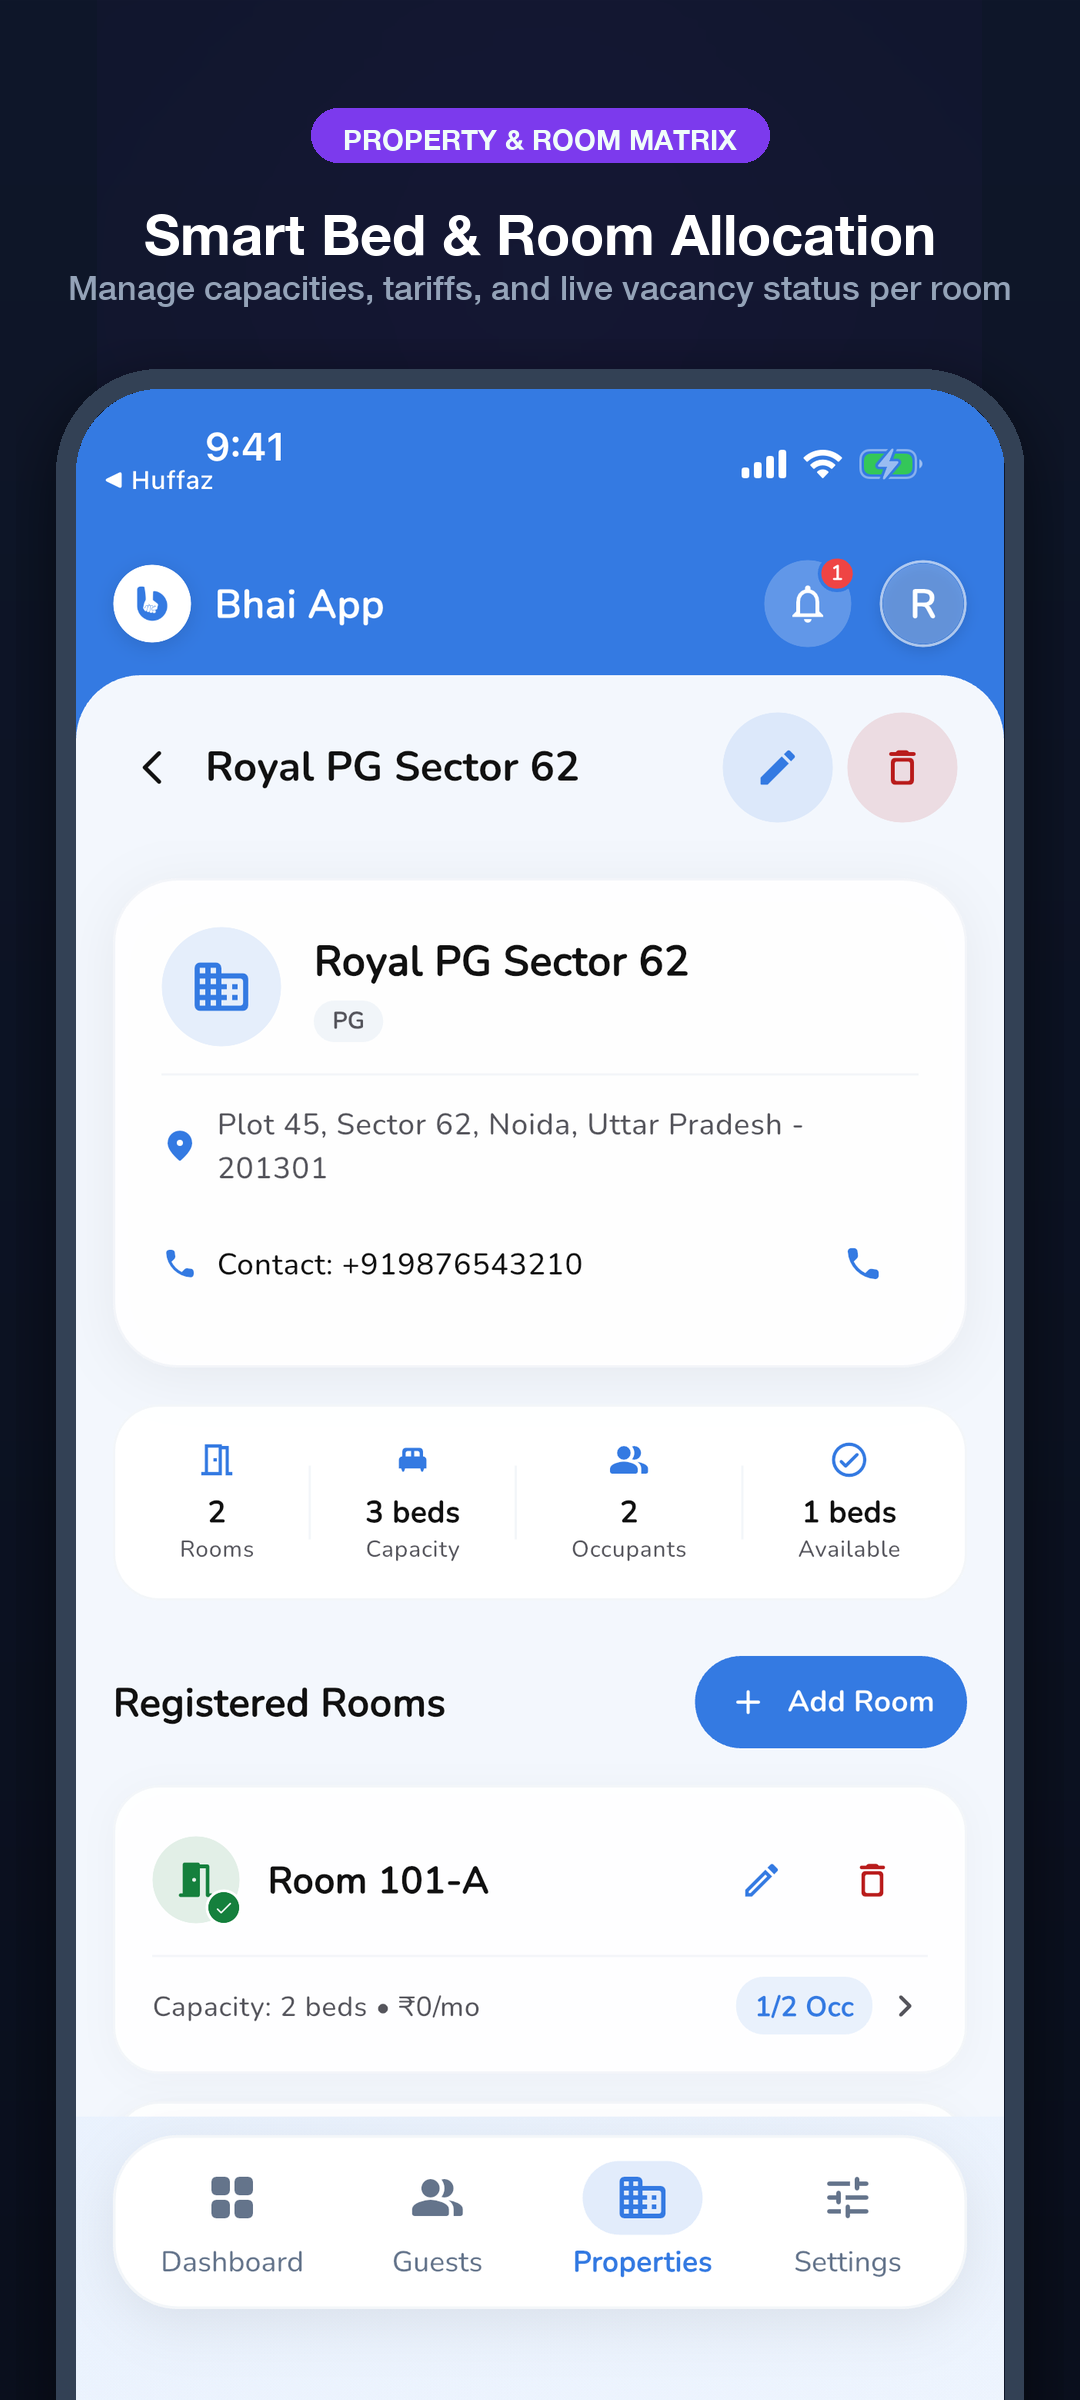 PROPERTY & ROOM MATRIX
Smart Bed & Room Allocation
Manage capacities, tariffs, and live vacancy status per room
9:41
◀ Huffaz
Bhai App
1
R
Royal PG Sector 62
Royal PG Sector 62
PG
Plot 45, Sector 62, Noida, Uttar Pradesh -
201301
Contact: +919876543210
2
Rooms
3 beds
Capacity
2
Occupants
1 beds
Available
Registered Rooms
+ Add Room
Room 101-A
Capacity: 2 beds • ₹0/mo
1/2 Occ
Dashboard
Guests
Properties
Settings